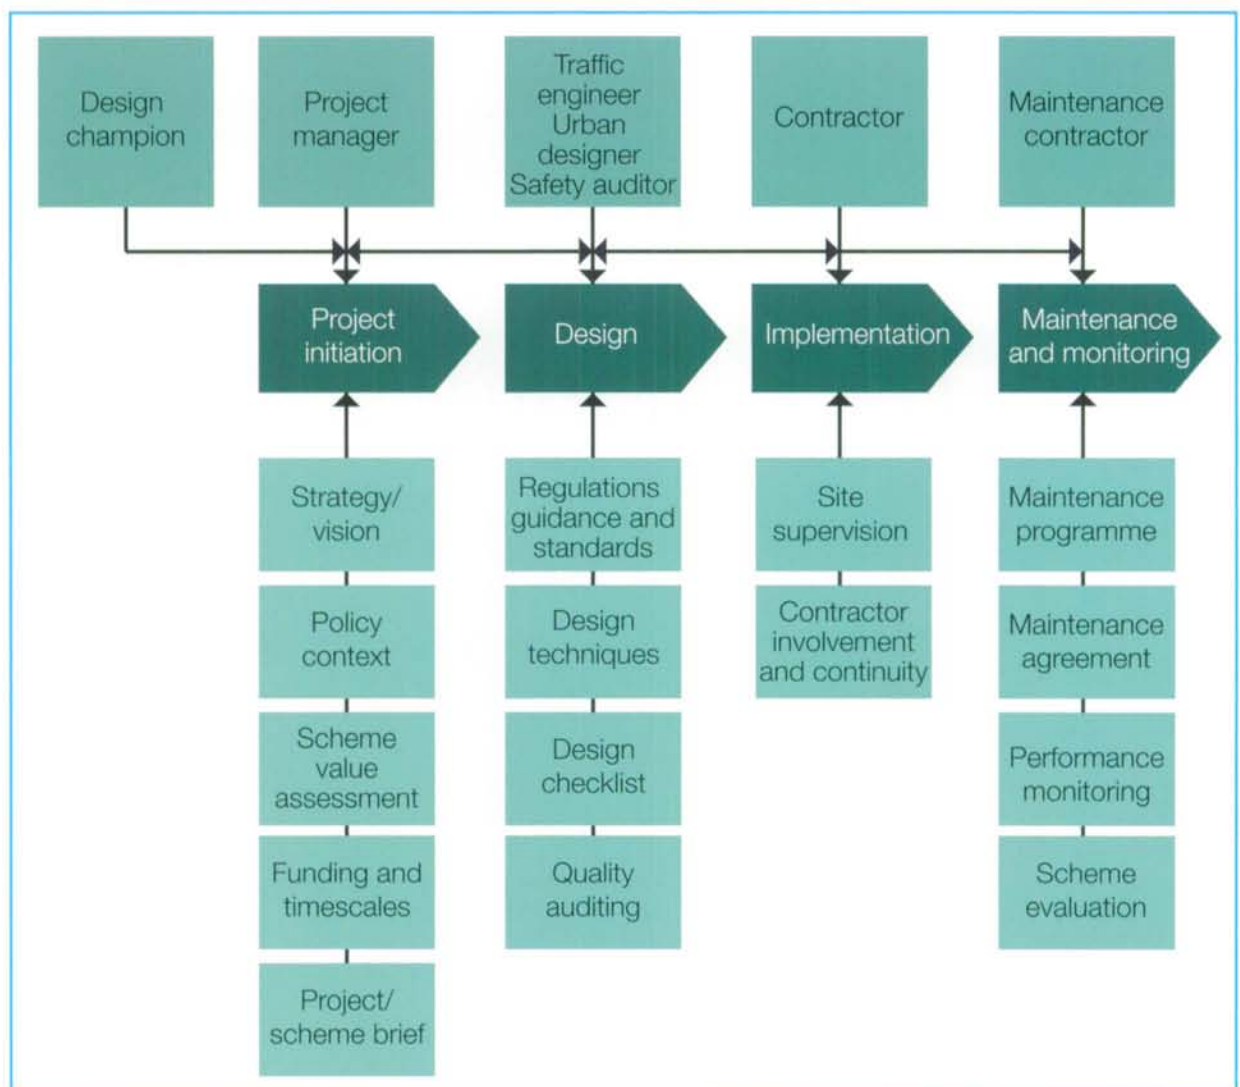 Design
champion
Project
manager
Traffic
engineer
Urban
designer
Safety auditor
Contractor
Maintenance
contractor
Project
initiation
Design
Implementation
Maintenance
and monitoring
Strategy/
vision
Policy
context
Scheme
value
assessment
Funding and
timescales
Project/
scheme brief
Regulations
guidance and
standards
Design
techniques
Design
checklist
Quality
auditing
Site
supervision
Contractor
involvement
and continuity
Maintenance
programme
Maintenance
agreement
Performance
monitoring
Scheme
evaluation